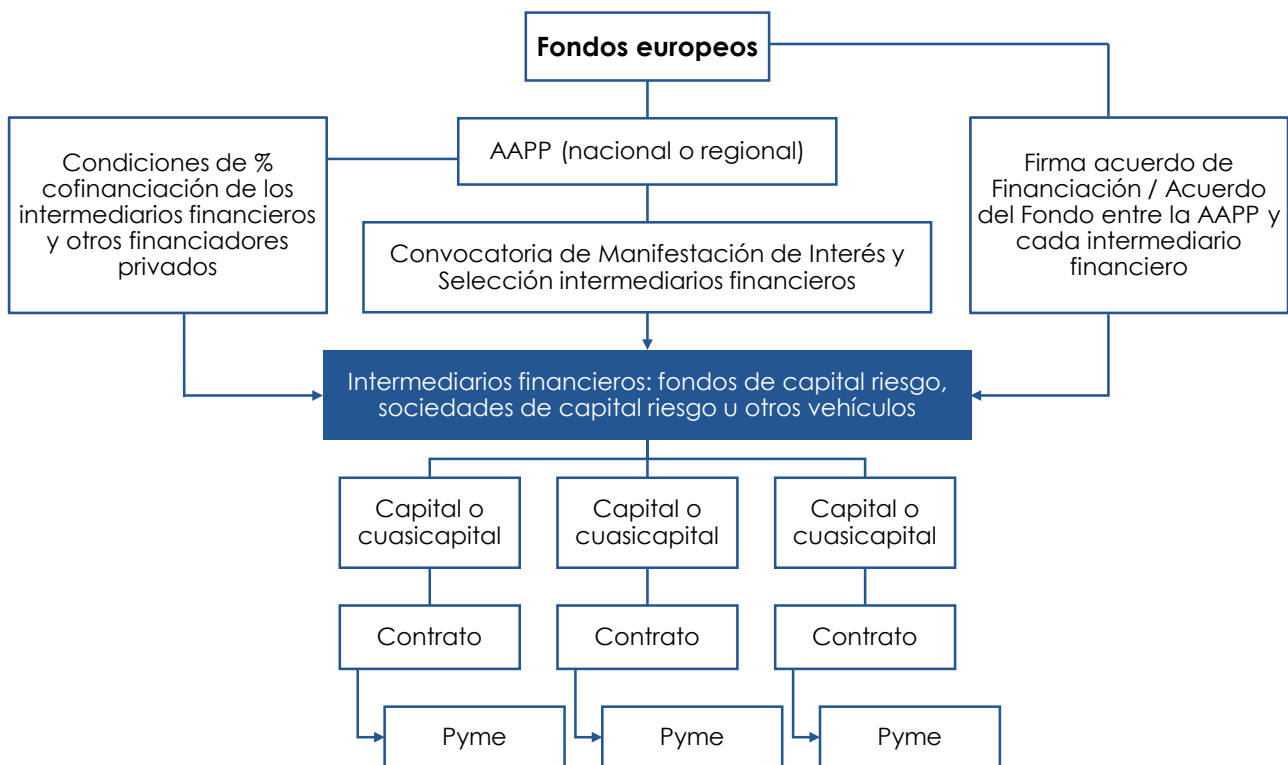 Fondos europeos
AAPP (nacional o regional)
Condiciones de %
cofinanciación de los
intermediarios financieros
y otros financiadores
privados
Convocatoria de Manifestación de Interés y
Selección intermediarios financieros
Firma acuerdo de
Financiación / Acuerdo
del Fondo entre la AAPP y
cada intermediario
financiero
Intermediarios financieros: fondos de capital riesgo,
sociedades de capital riesgo u otros vehículos
Capital o
cuasicapital
Capital o
cuasicapital
Capital o
cuasicapital
Contrato
Contrato
Contrato
Pyme
Pyme
Pyme